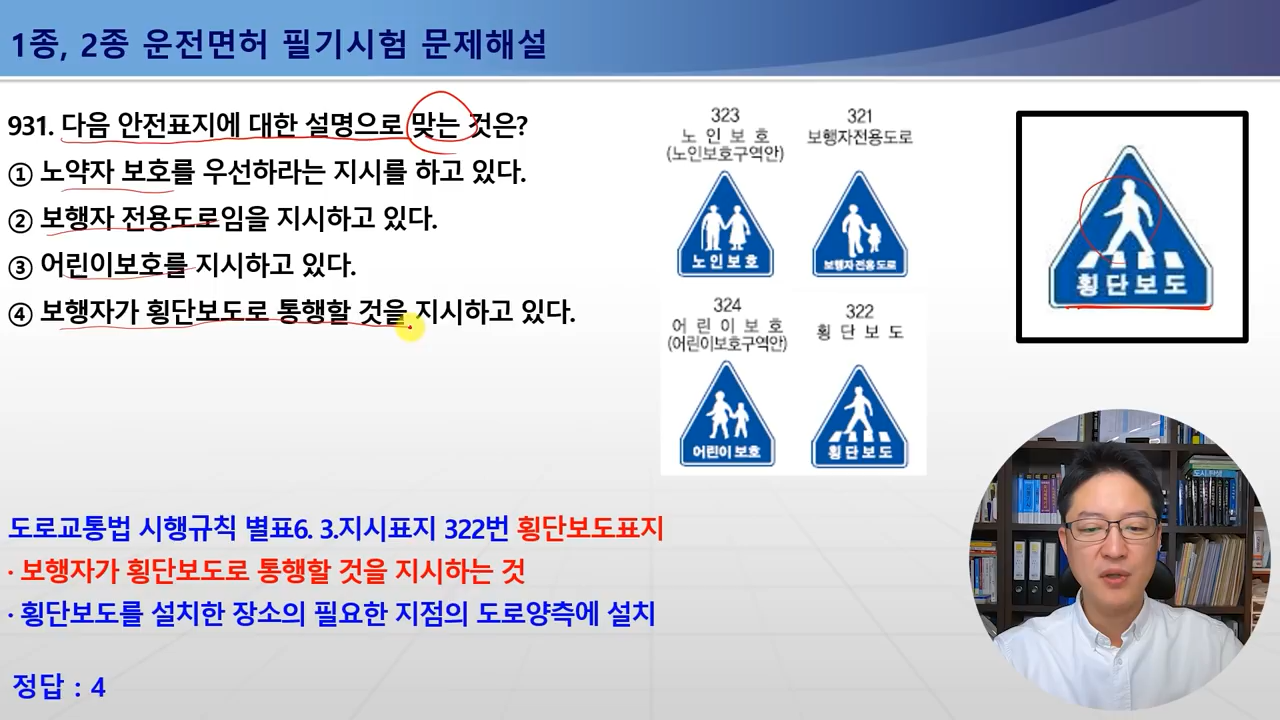 1종, 2종 운전면허 필기시험 문제해설
931. 다음 안전표지에 대한 설명으로 맞는 것은?
① 노약자 보호를 우선하라는 지시를 하고 있다.
② 보행자 전용도로임을 지시하고 있다.
③ 어린이보호를 지시하고 있다.
④ 보행자가 횡단보도로 통행할 것을 지시하고 있다.
323
노 인 보 호
(노인보호구역안)
노인보호
321
보행자전용도로
보행자전용도로
324
어 린 이 보 호
(어린이보호구역안)
어린이보호
322
횡 단 보 도
횡단보도
횡단보도
도로교통법 시행규칙 별표6. 3.지시표지 322번 횡단보도표지
· 보행자가 횡단보도로 통행할 것을 지시하는 것
· 횡단보도를 설치한 장소의 필요한 지점의 도로양측에 설치
정답 : 4